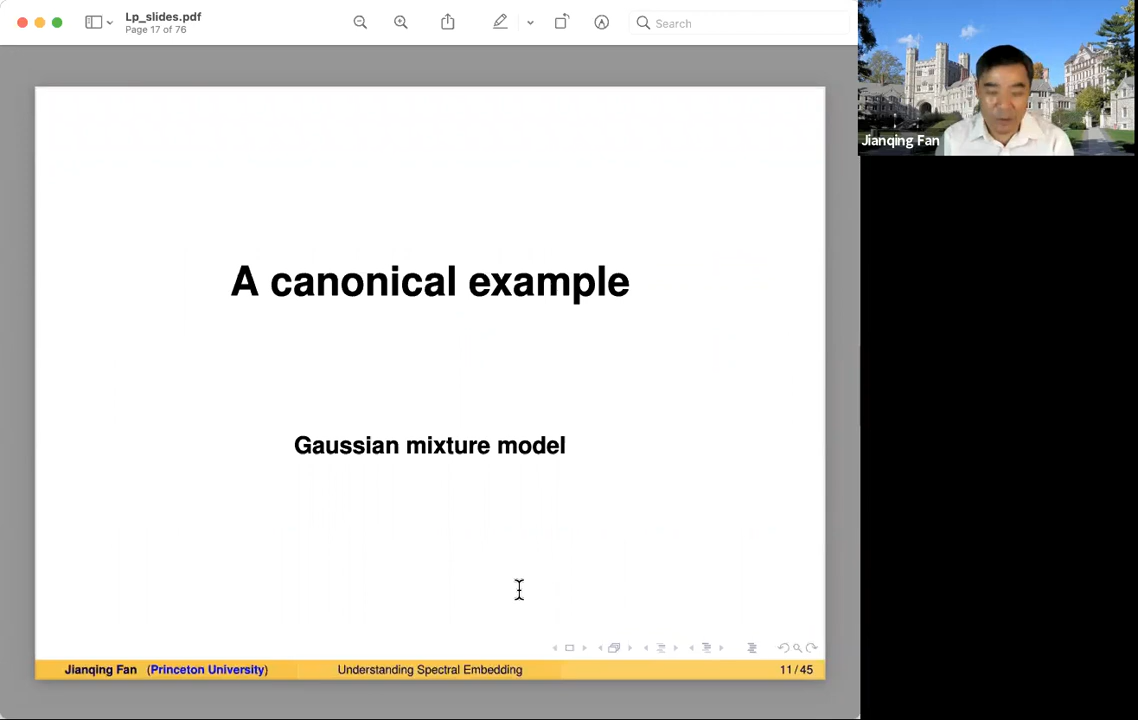 Lp_slides.pdf
Page 17 of 76
Search
Jianqing Fan
A canonical example
Gaussian mixture model
Jianqing Fan (Princeton University)
Understanding Spectral Embedding
11 / 45